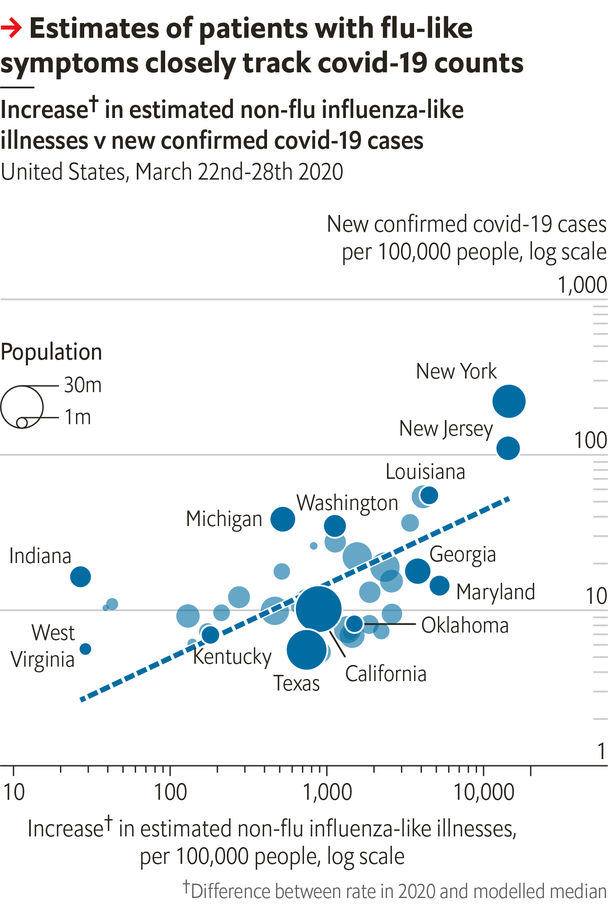 → Estimates of patients with flu-like
symptoms closely track covid-19 counts
Increase† in estimated non-flu influenza-like
illnesses v new confirmed covid-19 cases
United States, March 22nd-28th 2020
New confirmed covid-19 cases
per 100,000 people, log scale
1,000
Population
30m
1m
New York
New Jersey
100
Louisiana
Washington
Michigan
Georgia
Indiana
Maryland
10
Oklahoma
West
Virginia
Kentucky
California
Texas
1
10
100
1,000
10,000
Increase† in estimated non-flu influenza-like illnesses,
per 100,000 people, log scale
†Difference between rate in 2020 and modelled median